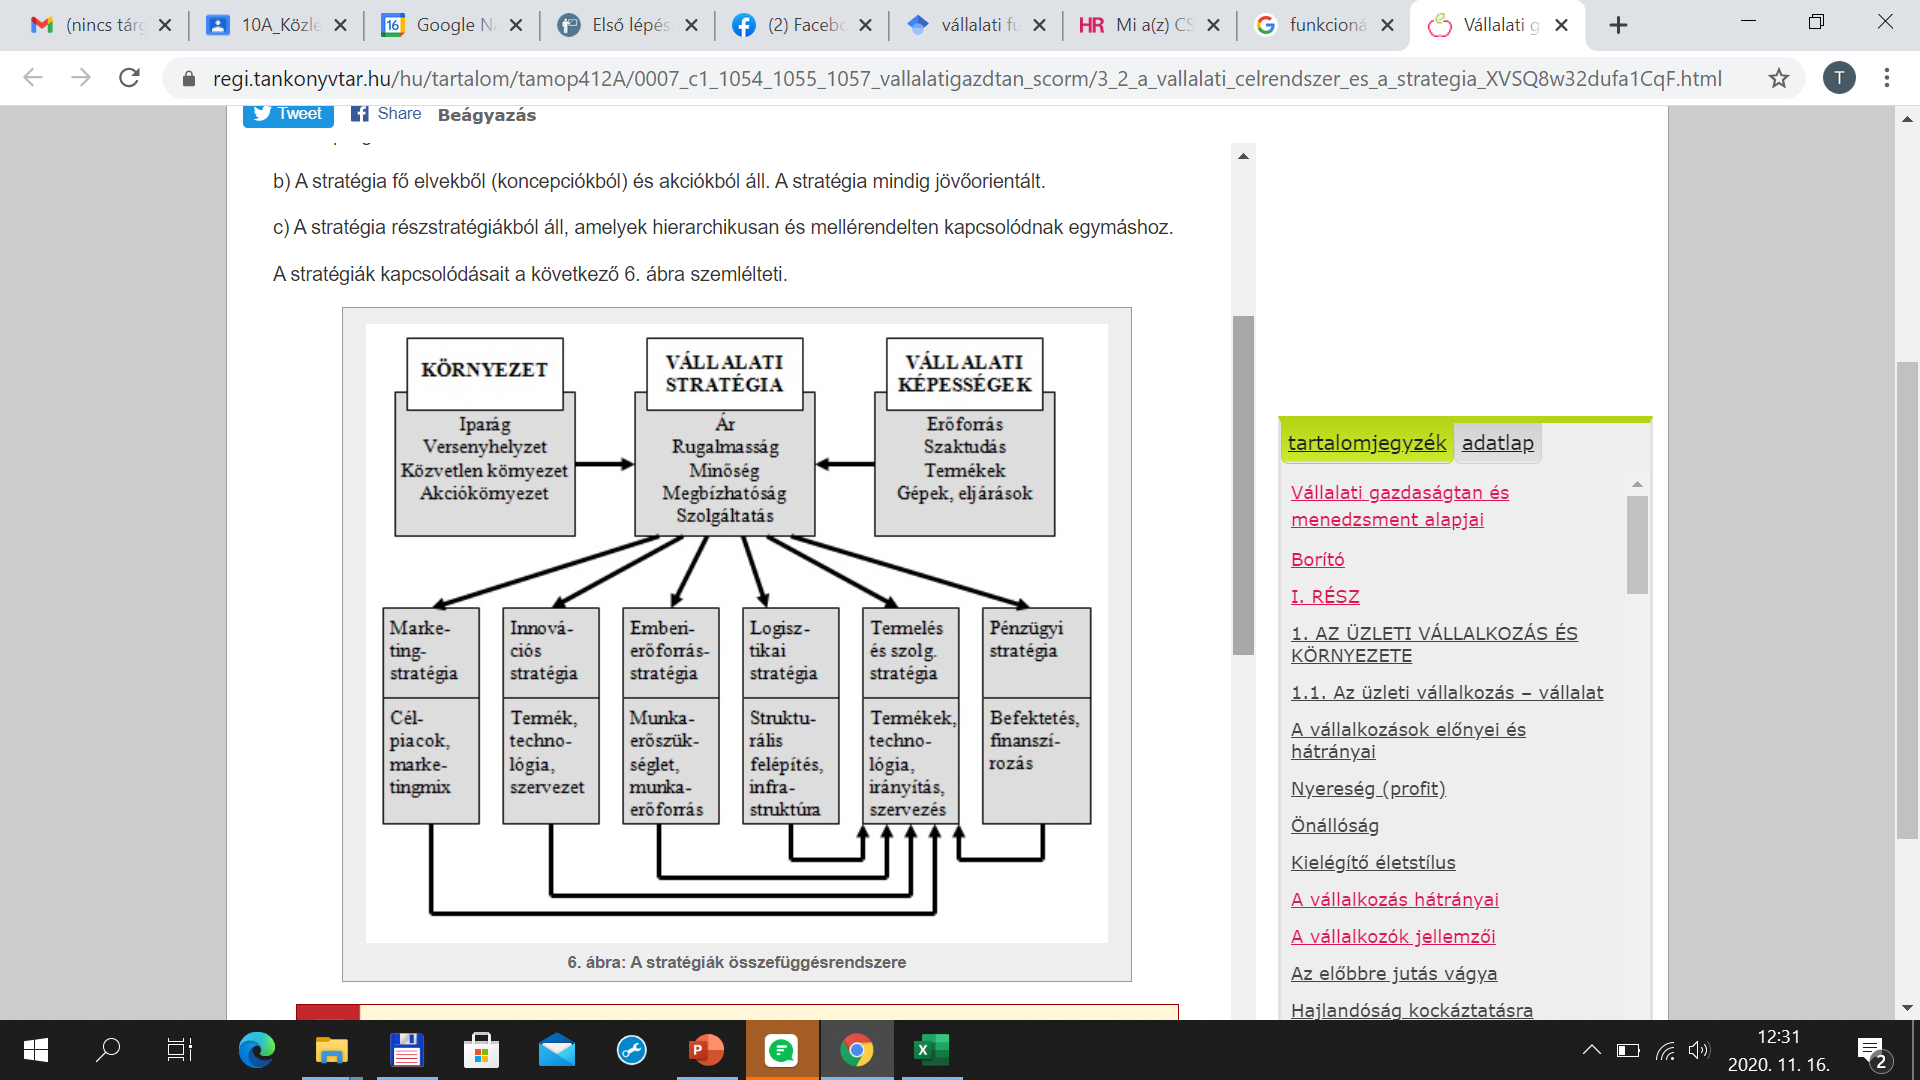 (nincs tárg
10A_Közle
Google Na
Első lépés
(2) Facebo
vállalati fu
Mi a(z) CS
funkcioná
Vállalati g
regi.tankonyvtar.hu/hu/tartalom/tamop412A/0007_c1_1054_1055_1057_vallalatigazdtan_scorm/3_2_a_vallalati_celrendszer_es_a_strategia_XVSQ8w32dufa1CqF.html
T
Tweet
Share
Beágyazás
b) A stratégia fő elvekből (koncepciókból) és akciókból áll. A stratégia mindig jövőorientált.
c) A stratégia részstratégiákból áll, amelyek hierarchikusan és mellérendelten kapcsolódnak egymáshoz.
A stratégiák kapcsolódásait a következő 6. ábra szemlélteti.
KÖRNYEZET
Iparág
Versenyhelyzet
Közvetlen környezet
Akciókörnyezet
VÁLLALATI
STRATÉGIA
Ár
Rugalmasság
Minőség
Megbízhatóság
Szolgáltatás
VÁLLALATI
KÉPESSÉGEK
Erőforrás
Szaktudás
Termékek
Gépek, eljárások
Marke-
ting-
stratégia
Cél-
piacok,
marke-
tingmix
Innová-
ciós
stratégia
Termék,
techno-
lógia,
szervezet
Emberi-
erőforrás-
stratégia
Munka-
erőszük-
séglet,
munka-
erőforrás
Logisz-
tikai
stratégia
Struktu-
rális
felépítés,
infra-
struktúra
Termelés
és szolg.
stratégia
Termékek,
techno-
lógia,
irányítás,
szervezés
Pénzügyi
stratégia
Befektetés,
finanszí-
rozás
6. ábra: A stratégiák összefüggésrendszere
tartalomjegyzék
adatlap
Vállalati gazdaságtan és
menedzsment alapjai
Borító
I. RÉSZ
1. AZ ÜZLETI VÁLLALKOZÁS ÉS
KÖRNYEZETE
1.1. Az üzleti vállalkozás – vállalat
A vállalkozások előnyei és
hátrányai
Nyereség (profit)
Önállóság
Kielégítő életstílus
A vállalkozás hátrányai
A vállalkozók jellemzői
Az előbbre jutás vágya
Hajlandóság kockáztatásra
12:31
2020. 11. 16.
2